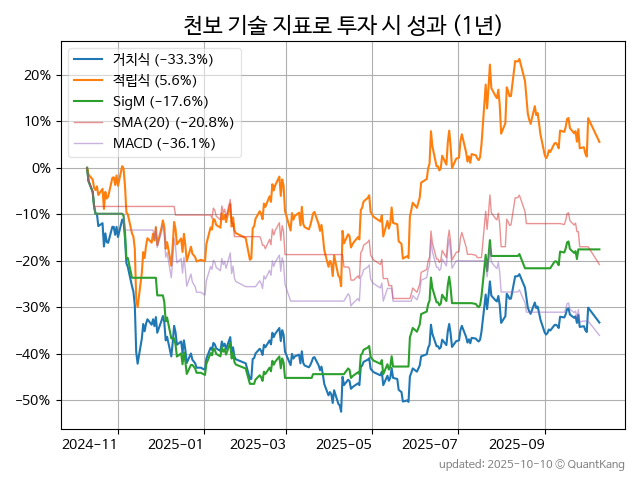 천보 기술 지표로 투자 시 성과 (1년)
거치식 (−33.3%)
적립식 (5.6%)
SigM (−17.6%)
SMA(20) (−20.8%)
MACD (−36.1%)
20%
10%
0%
−10%
−20%
−30%
−40%
−50%
2024−11 2025−01 2025−03 2025−05 2025−07 2025−09
updated: 2025-10-10 © QuantKang